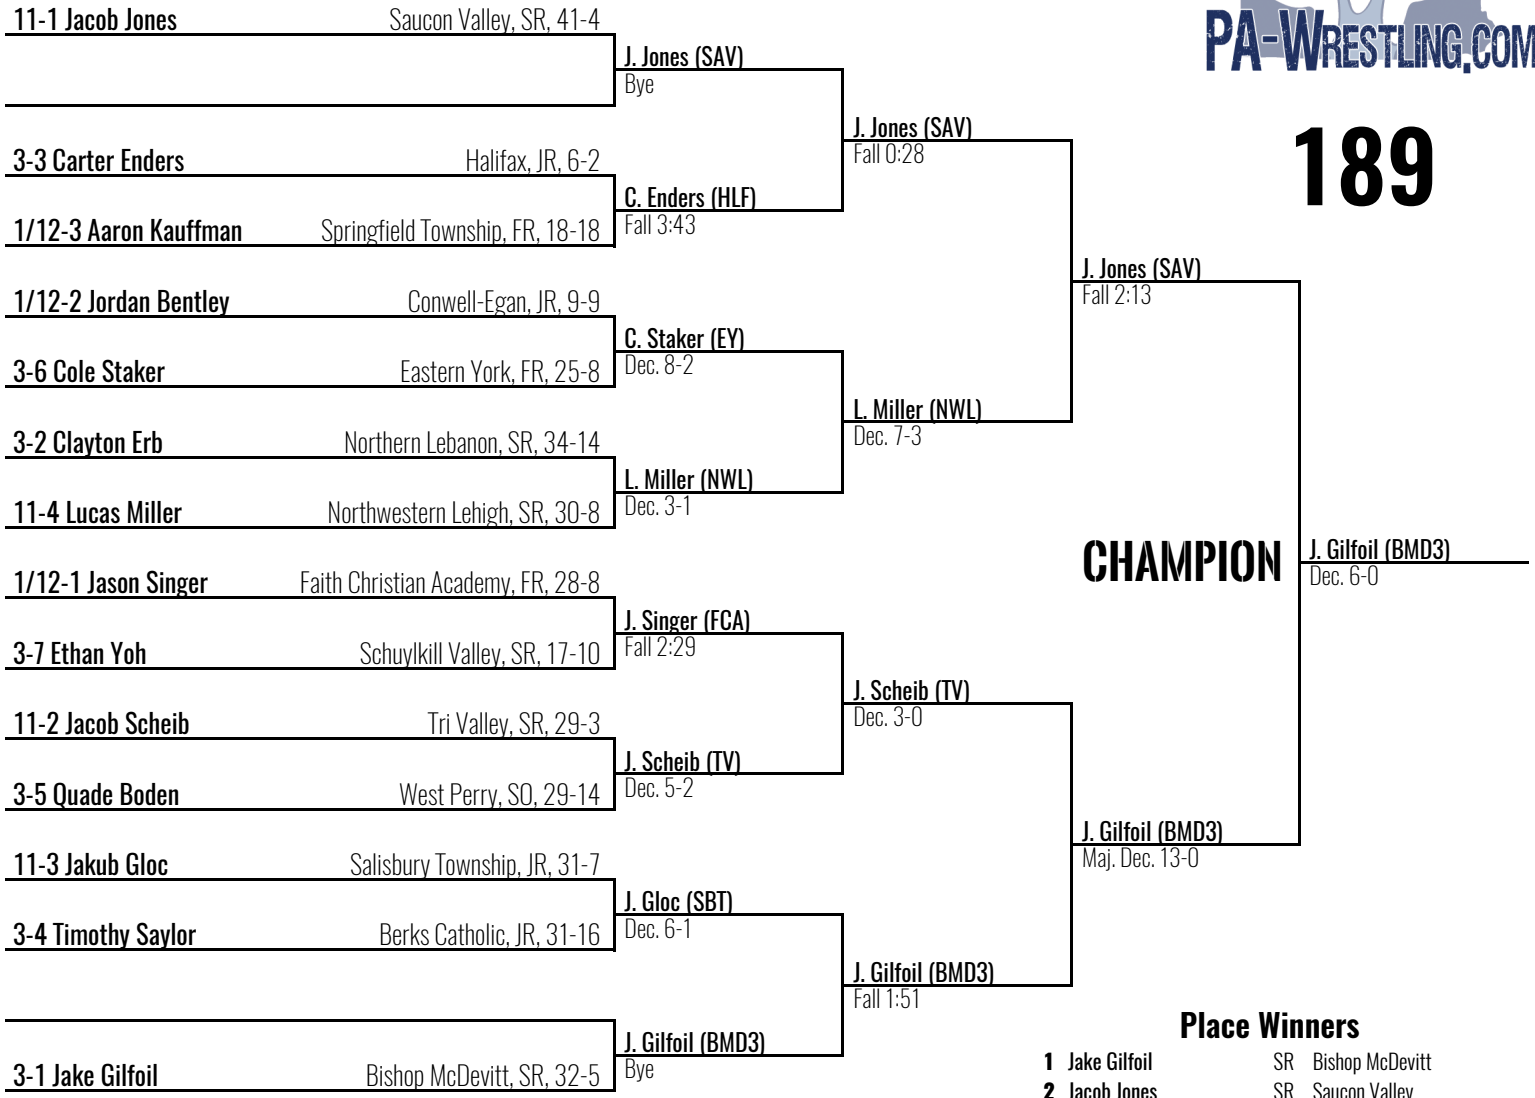 11-1 Jacob Jones Saucon Valley, SR, 41-4
J. Jones (SAV)
Bye
3-3 Carter Enders Halifax, JR, 6-2
C. Enders (HLF)
Fall 3:43
1/12-3 Aaron Kauffman Springfield Township, FR, 18-18
J. Jones (SAV)
Fall 0:28
1/12-2 Jordan Bentley Conwell-Egan, JR, 9-9
C. Staker (EY)
Dec. 8-2
3-6 Cole Staker Eastern York, FR, 25-8
3-2 Clayton Erb Northern Lebanon, SR, 34-14
L. Miller (NWL)
Dec. 3-1
11-4 Lucas Miller Northwestern Lehigh, SR, 30-8
L. Miller (NWL)
Dec. 7-3
J. Jones (SAV)
Fall 2:13
1/12-1 Jason Singer Faith Christian Academy, FR, 28-8
J. Singer (FCA)
Fall 2:29
3-7 Ethan Yoh Schuylkill Valley, SR, 17-10
11-2 Jacob Scheib Tri Valley, SR, 29-3
J. Scheib (TV)
Dec. 5-2
3-5 Quade Boden West Perry, SO, 29-14
J. Scheib (TV)
Dec. 3-0
11-3 Jakub Gloc Salisbury Township, JR, 31-7
J. Gloc (SBT)
Dec. 6-1
3-4 Timothy Saylor Berks Catholic, JR, 31-16
J. Gilfoil (BMD3)
Bye
3-1 Jake Gilfoil Bishop McDevitt, SR, 32-5
J. Gilfoil (BMD3)
Fall 1:51
J. Gilfoil (BMD3)
Maj. Dec. 13-0
PA-WRESTLING.COM
189
CHAMPION
J. Gilfoil (BMD3)
Dec. 6-0
Place Winners
1 Jake Gilfoil SR Bishop McDevitt
2 Jacob Jones SR Saucon Valley